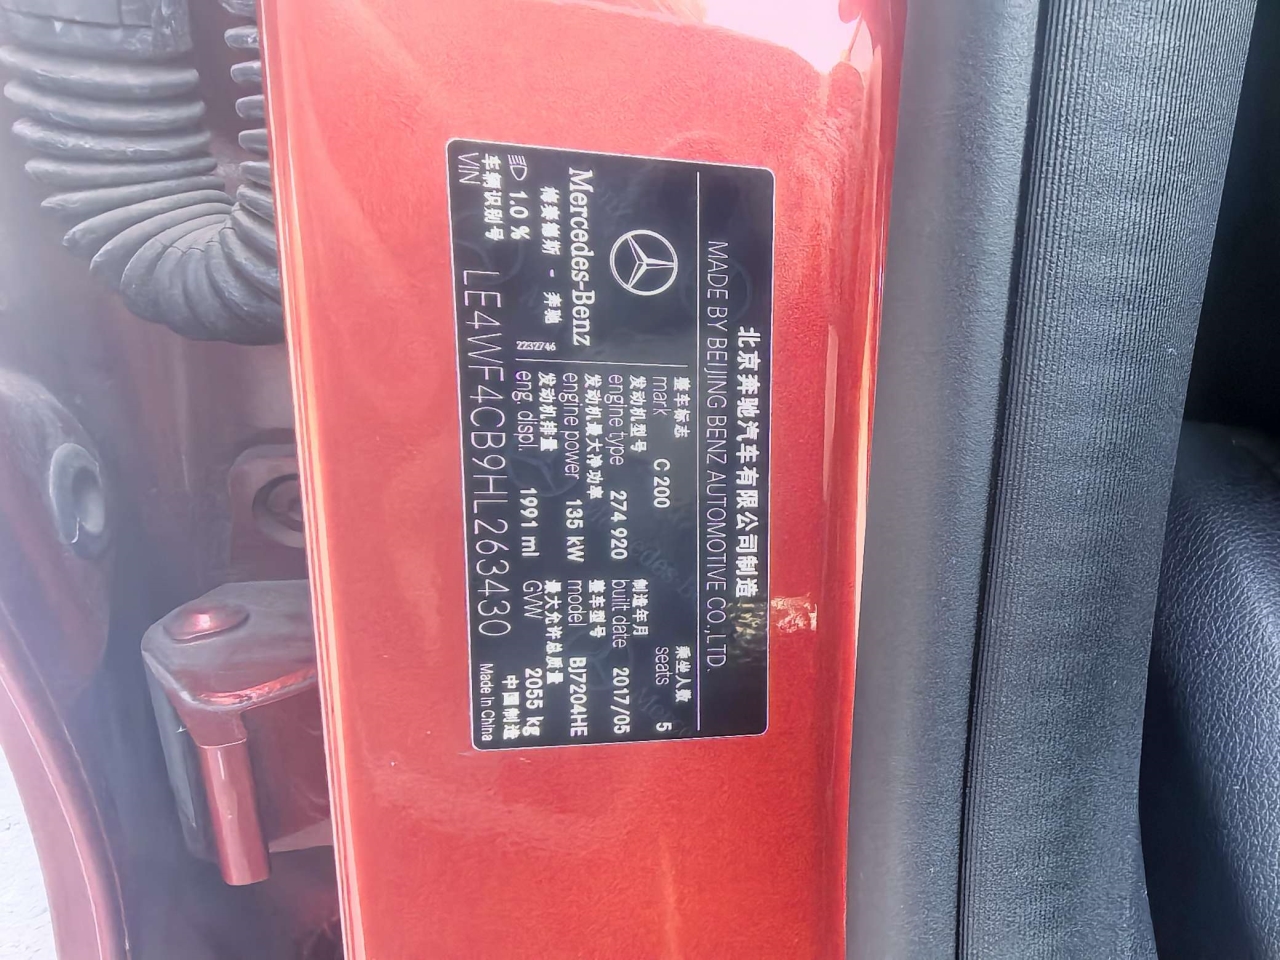 北京奔驰汽车有限公司制造
MADE BY BEIJING BENZ AUTOMOTIVE CO.,LTD.
Mercedes-Benz
梅赛德斯 - 奔驰
2232746
1.0 %
整车标志
mark C 200
乘坐人数
seats 5
发动机型号
engine type 274 920
制造年月
built date 2017/05
发动机最大净功率
engine power 135 kW
整车型号
model BJ7204HE
发动机排量
eng. displ. 1991 ml
最大允许总质量
GVW 2055 kg
车辆识别号
VIN LE4WF4CB9HL263430
中国制造
Made In China